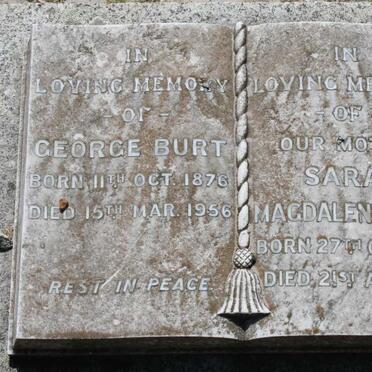 IN
LOVING MEMORY
- OF -
GEORGE BURT
BORN 11TH OCT. 1876
DIED 15TH MAR. 1956
REST IN PEACE.
IN
LOVING ME
- OF
OUR MO
SARA
MAGDALEN
BORN 27TH
DIED 21ST A